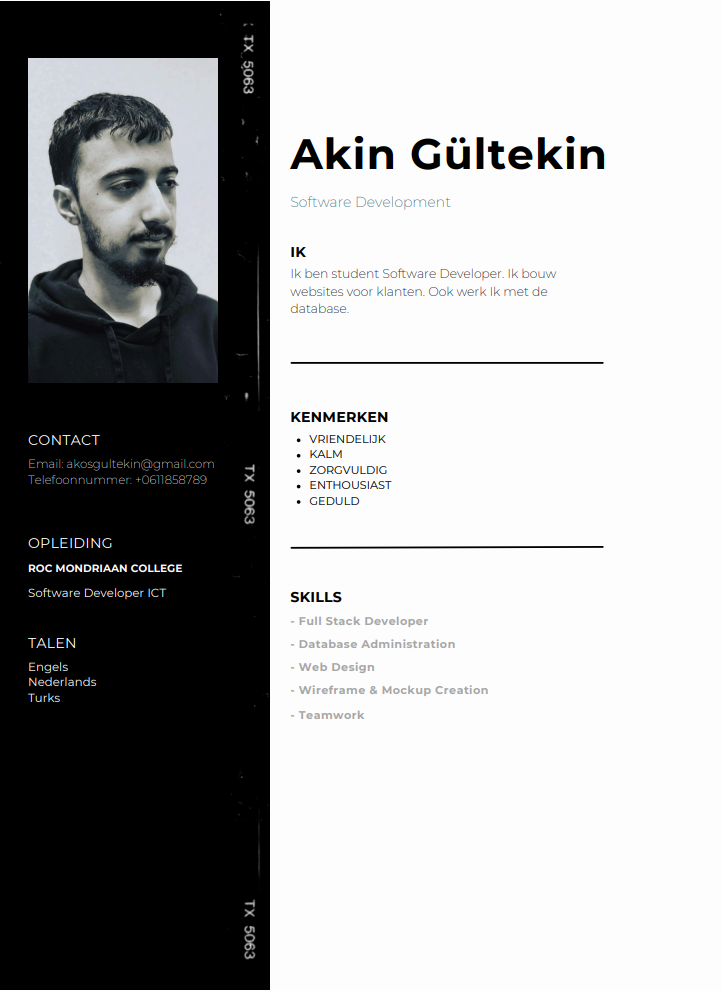 TX 5063
CONTACT
Email: akosgultekin@gmail.com
Telefoonnummer: +0611858789
TX 5063
OPLEIDING
ROC MONDRIAAN COLLEGE
Software Developer ICT
TALEN
Engels
Nederlands
Turks
TX 5063
Akin Gültekin
Software Development
IK
Ik ben student Software Developer. Ik bouw
websites voor klanten. Ook werk Ik met de
database.
KENMERKEN
• VRIENDELIJK
• KALM
• ZORGVULDIG
• ENTHOUSIAST
• GEDULD
SKILLS
- Full Stack Developer
- Database Administration
- Web Design
- Wireframe & Mockup Creation
- Teamwork